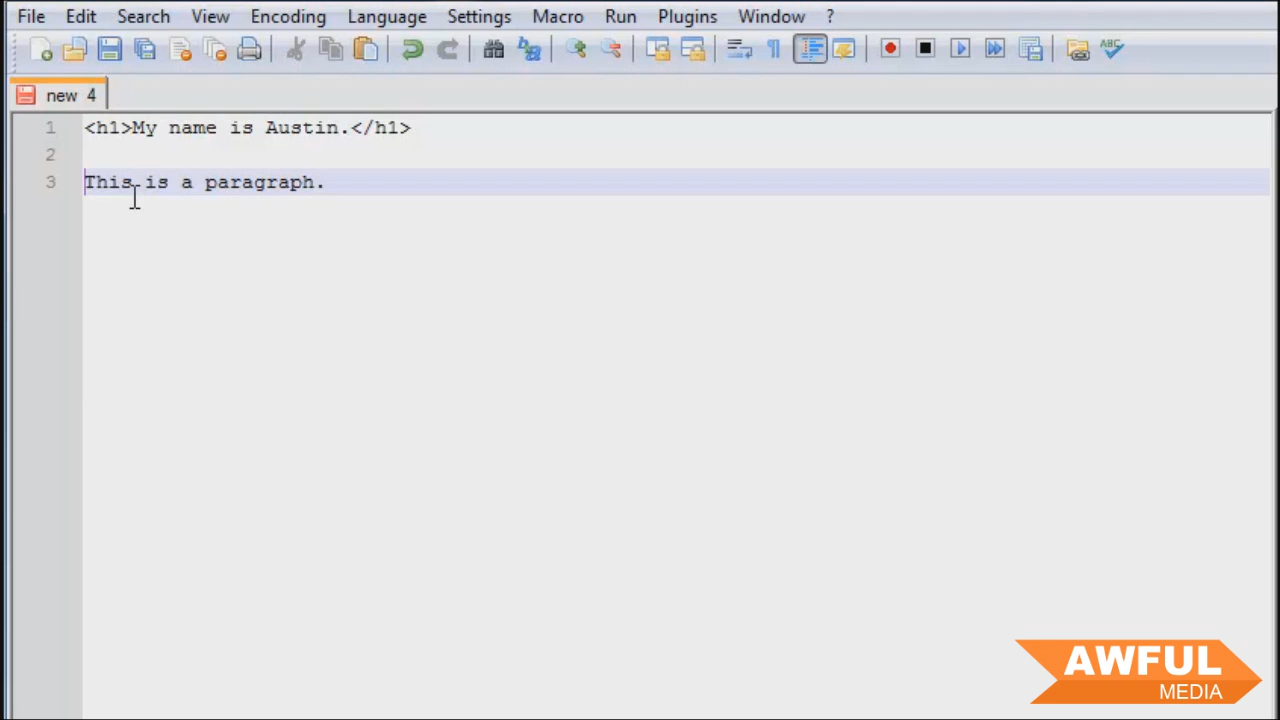 File Edit Search View Encoding Language Settings Macro Run Plugins Window ?
ABC
new 4
1 <h1>My name is Austin.</h1>
2
3 This is a paragraph.
AWFUL
MEDIA